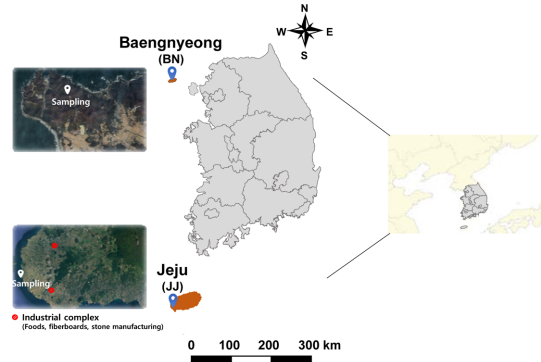 N
W E
S
Baengnyeong
(BN)
Sampling
Jeju
(JJ)
Sampling
Industrial complex
(Foods, fiberboards, stone manufacturing)
0 100 200 300 km